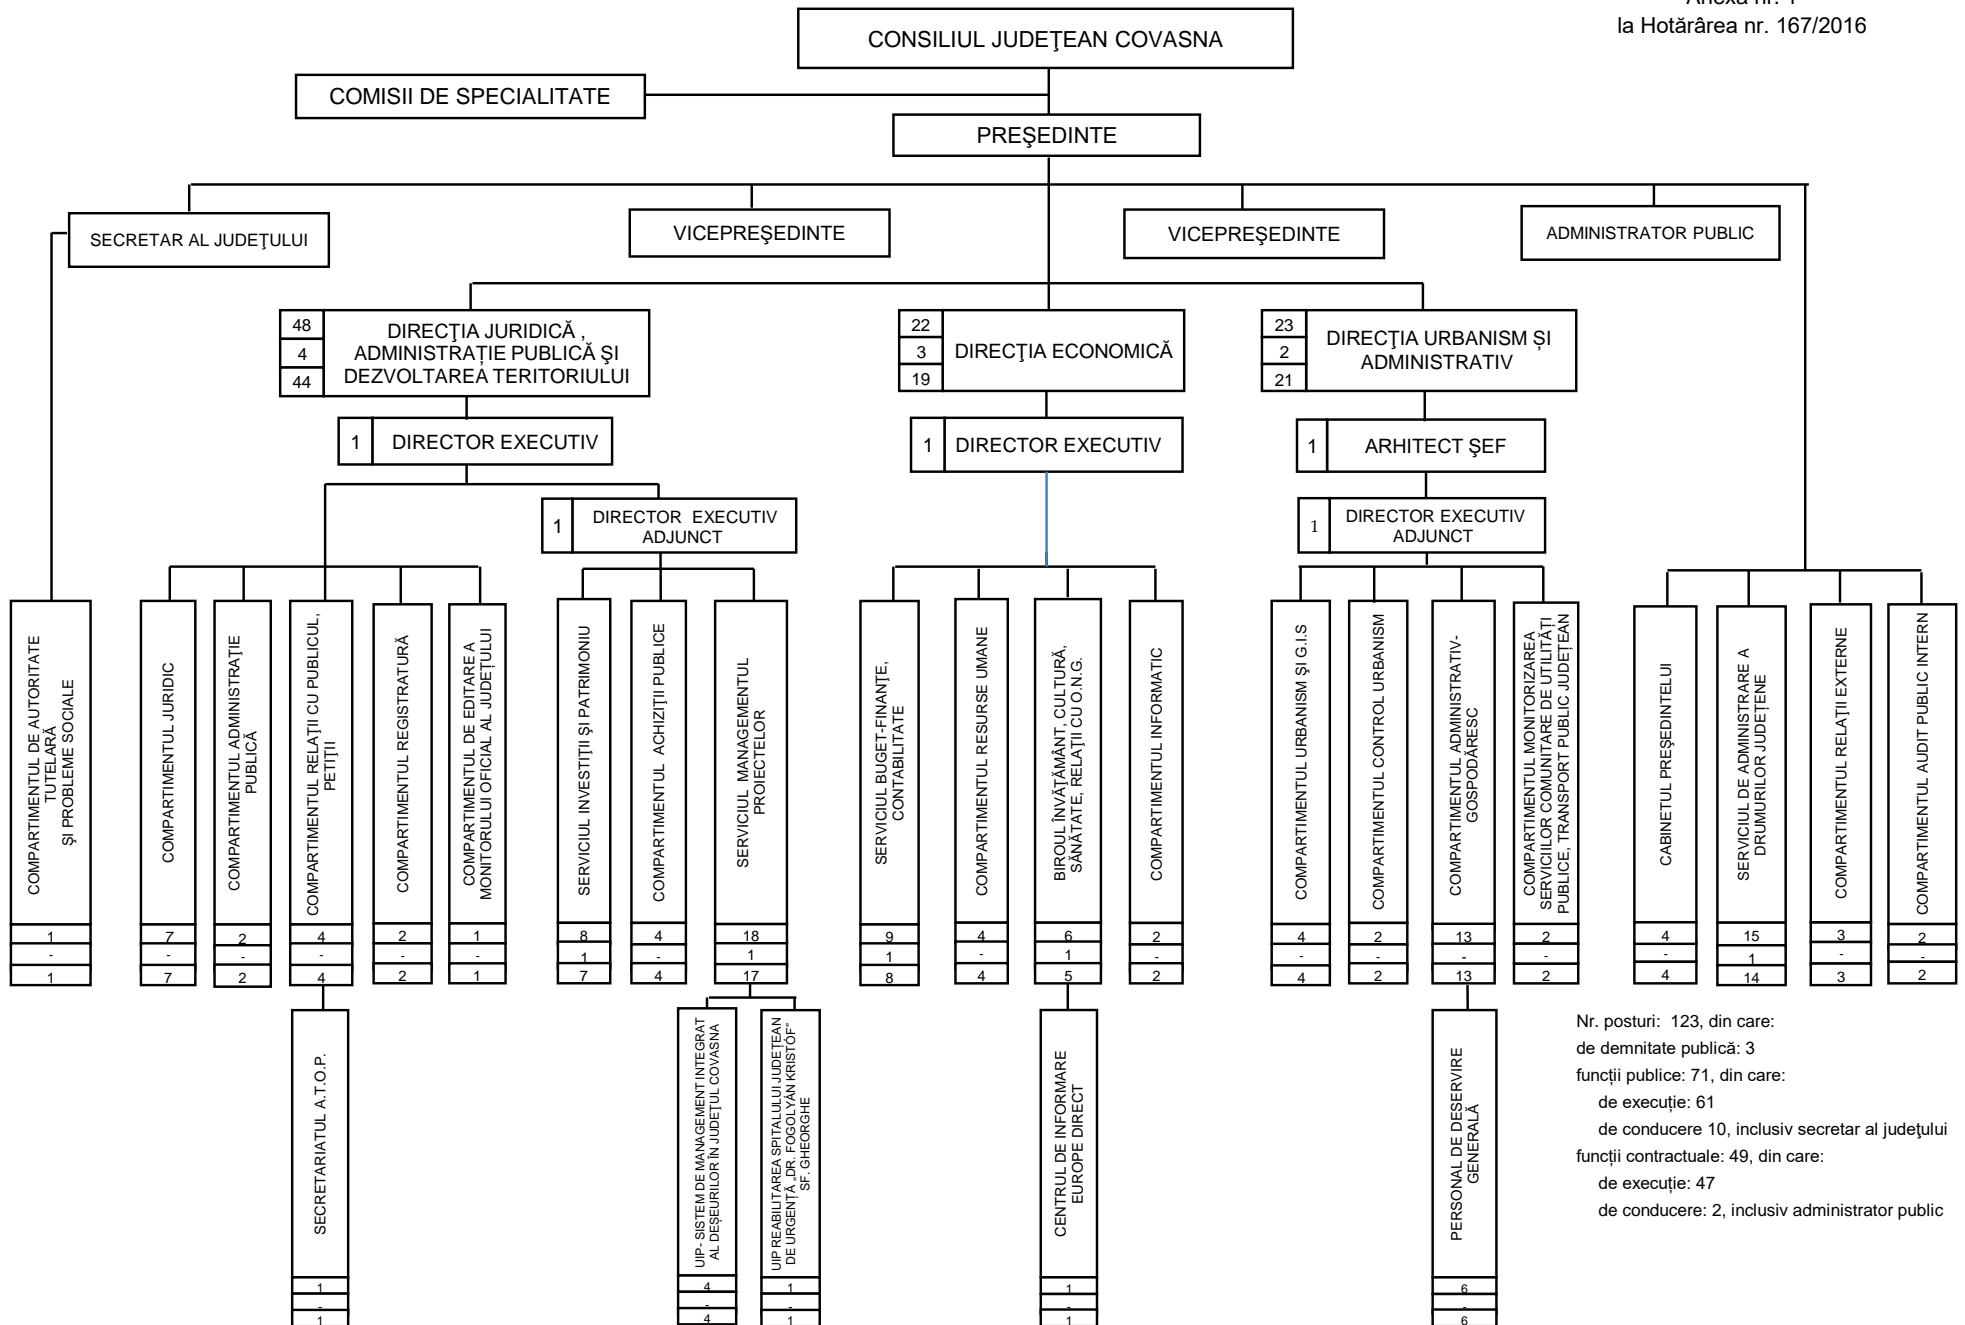 Anexa nr. 1
la Hotărârea nr. 167/2016
CONSILIUL JUDEŢEAN COVASNA
COMISII DE SPECIALITATE
PREŞEDINTE
SECRETAR AL JUDEŢULUI
VICEPREŞEDINTE
VICEPREŞEDINTE
ADMINISTRATOR PUBLIC
48
4
44
DIRECŢIA JURIDICĂ ,
ADMINISTRAȚIE PUBLICĂ ŞI
DEZVOLTAREA TERITORIULUI
22
3
19
DIRECŢIA ECONOMICĂ
23
2
21
DIRECŢIA URBANISM ȘI
ADMINISTRATIV
1
DIRECTOR EXECUTIV
1
DIRECTOR EXECUTIV
1
ARHITECT ŞEF
1
DIRECTOR EXECUTIV
ADJUNCT
1
DIRECTOR EXECUTIV
ADJUNCT
COMPARTIMENTUL DE AUTORITATE
TUTELARĂ
ŞI PROBLEME SOCIALE
1
-
1
COMPARTIMENTUL JURIDIC
7
-
7
COMPARTIMENTUL ADMINISTRAŢIE
PUBLICĂ
2
-
2
COMPARTIMENTUL RELAŢII CU PUBLICUL,
PETIŢII
4
-
4
COMPARTIMENTUL REGISTRATURĂ
2
-
2
COMPARTIMENTUL DE EDITARE A
MONITORULUI OFICIAL AL JUDEȚULUI
1
-
1
SERVICIUL INVESTIŢII ŞI PATRIMONIU
8
1
7
COMPARTIMENTUL ACHIZIŢII PUBLICE
4
-
4
SERVICIUL MANAGEMENTUL
PROIECTELOR
18
1
17
SERVICIUL BUGET-FINANŢE,
CONTABILITATE
9
1
8
COMPARTIMENTUL RESURSE UMANE
4
-
4
BIROUL ÎNVĂŢĂMÂNT, CULTURĂ,
SĂNĂTATE, RELAŢII CU O.N.G.
6
1
5
COMPARTIMENTUL INFORMATIC
2
-
2
COMPARTIMENTUL URBANISM ŞI G.I.S
4
-
4
COMPARTIMENTUL CONTROL URBANISM
2
-
2
COMPARTIMENTUL ADMINISTRATIV-
GOSPODĂRESC
13
-
13
COMPARTIMENTUL MONITORIZAREA
SERVICIILOR COMUNITARE DE UTILITĂȚI
PUBLICE, TRANSPORT PUBLIC JUDEȚEAN
2
-
2
CABINETUL PREŞEDINTELUI
4
-
4
SERVICIUL DE ADMINISTRARE A
DRUMURILOR JUDEŢENE
15
1
14
COMPARTIMENTUL RELAŢII EXTERNE
3
-
3
COMPARTIMENTUL AUDIT PUBLIC INTERN
2
-
2
SECRETARIATUL A.T.O.P.
1
-
1
UIP- SISTEM DE MANAGEMENT INTEGRAT
AL DEȘEURILOR ÎN JUDEŢUL COVASNA
4
-
4
UIP REABILITAREA SPITALULUI JUDEȚEAN
DE URGENȚĂ „DR. FOGOLYÁN KRISTÓF”
SF. GHEORGHE
1
-
1
CENTRUL DE INFORMARE
EUROPE DIRECT
1
-
1
PERSONAL DE DESERVIRE
GENERALĂ
6
-
6
Nr. posturi: 123, din care:
de demnitate publică: 3
funcții publice: 71, din care:
de execuție: 61
de conducere 10, inclusiv secretar al judeţului
funcții contractuale: 49, din care:
de execuție: 47
de conducere: 2, inclusiv administrator public